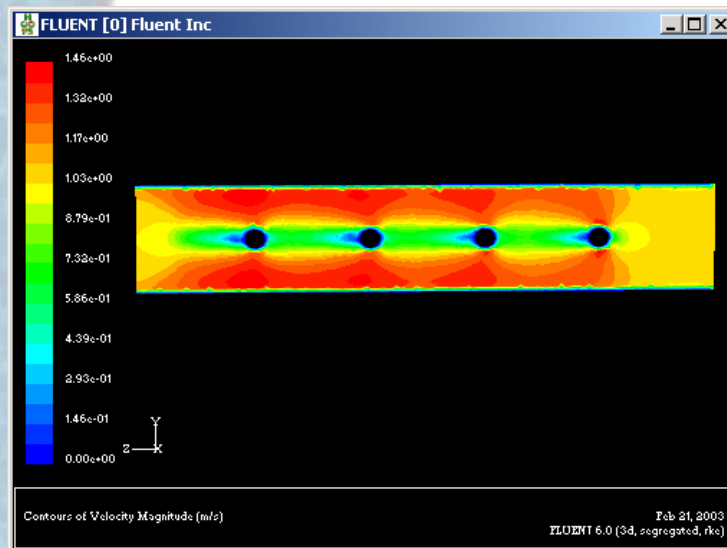 FLUENT [0] Fluent Inc
1.46e+00
1.32e+00
1.17e+00
1.03e+00
8.79e-01
7.32e-01
5.86e-01
4.39e-01
2.93e-01
1.46e-01
0.00e+00
Y
Z X
Contours of Velocity Magnitude (m/s)
Feb 21, 2003
FLUENT 6.0 (3d, segregated, rke)